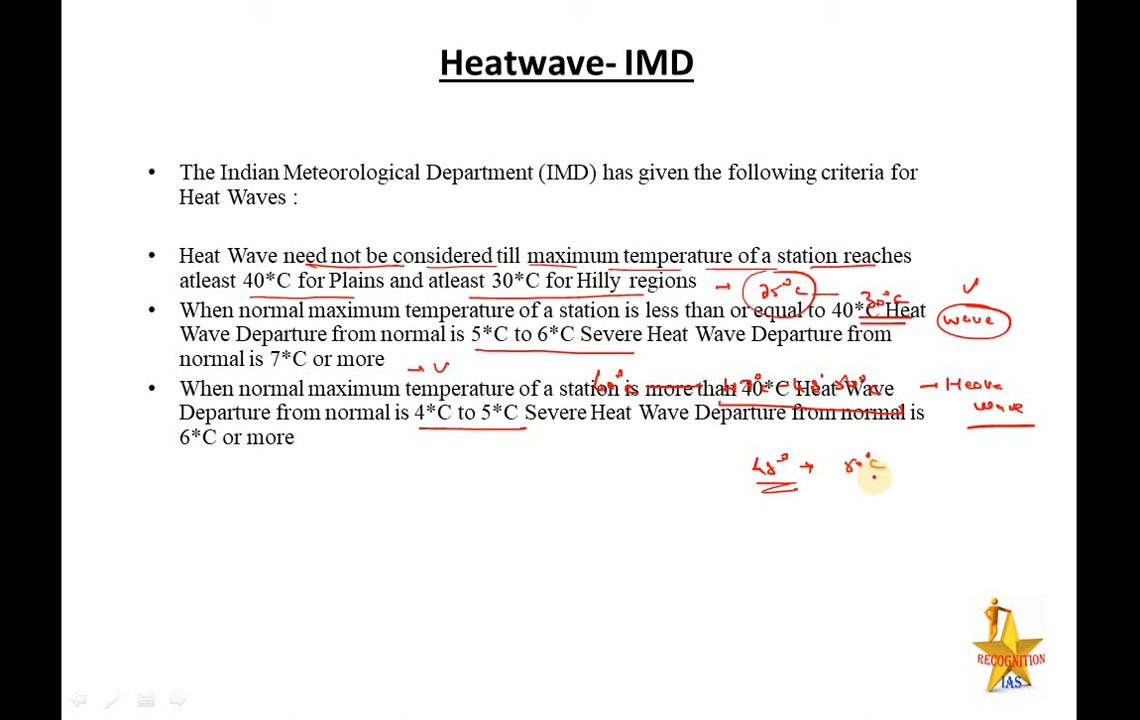 Heatwave- IMD
• The Indian Meteorological Department (IMD) has given the following criteria for
Heat Waves :
• Heat Wave need not be considered till maximum temperature of a station reaches
atleast 40*C for Plains and atleast 30*C for Hilly regions
25°C
30°C
• When normal maximum temperature of a station is less than or equal to 40*C Heat
wave
Wave Departure from normal is 5*C to 6*C Severe Heat Wave Departure from
normal is 7*C or more
• When normal maximum temperature of a station is more than 40*C Heat Wave
Departure from normal is 4*C to 5*C Severe Heat Wave Departure from normal is
wave
6*C or more
RECOGNITION
IAS